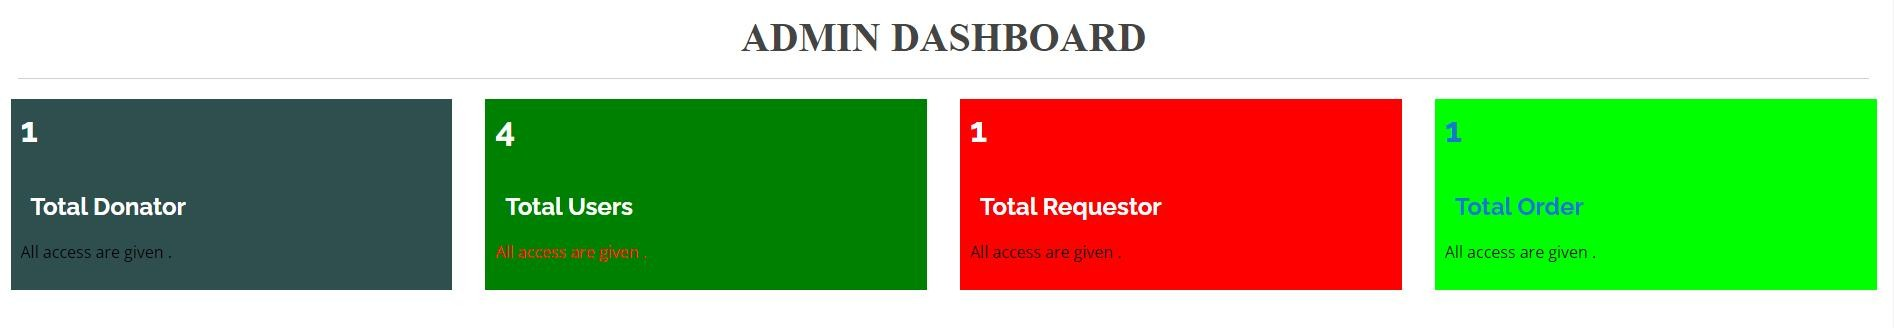 ADMIN DASHBOARD
1
Total Donator
All access are given .
4
Total Users
All access are given .
1
Total Requestor
All access are given .
1
Total Order
All access are given .